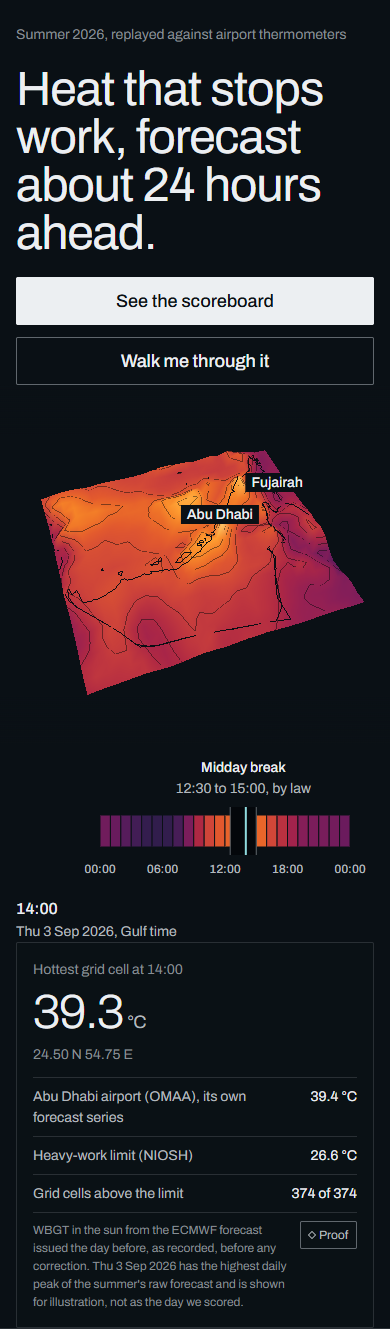 Summer 2026, replayed against airport thermometers
Heat that stops
work, forecast
about 24 hours
ahead.
See the scoreboard
Walk me through it
Fujairah
Abu Dhabi
Midday break
12:30 to 15:00, by law
00:00 06:00 12:00 18:00 00:00
14:00
Thu 3 Sep 2026, Gulf time
Hottest grid cell at 14:00
39.3 °C
24.50 N 54.75 E
Abu Dhabi airport (OMAA), its own 39.4 °C
forecast series
Heavy-work limit (NIOSH) 26.6 °C
Grid cells above the limit 374 of 374
WBGT in the sun from the ECMWF forecast
issued the day before, as recorded, before any
correction. Thu 3 Sep 2026 has the highest daily
peak of the summer's raw forecast and is shown
for illustration, not as the day we scored.
◇ Proof